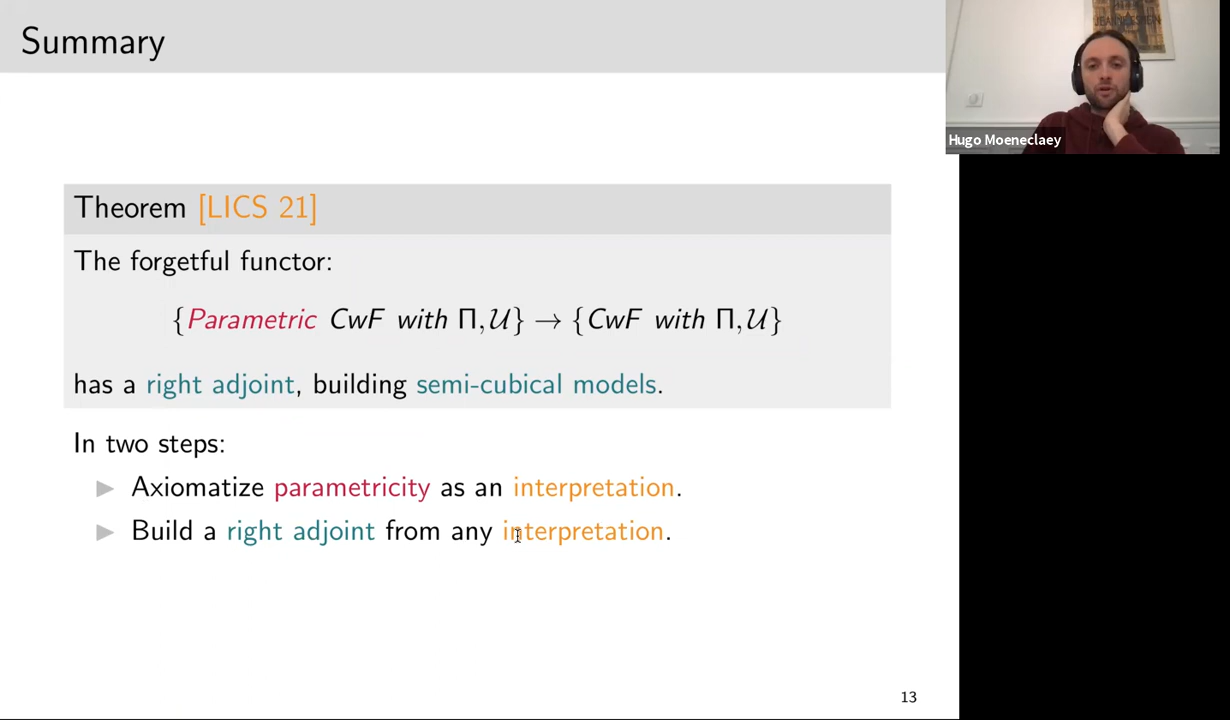 Summary
Theorem [LICS 21]
The forgetful functor:
{Parametric CwF with Π, 𝒰} → {CwF with Π, 𝒰}
has a right adjoint, building semi-cubical models.
In two steps:
▶ Axiomatize parametricity as an interpretation.
▶ Build a right adjoint from any interpretation.
13
Hugo Moeneclaey